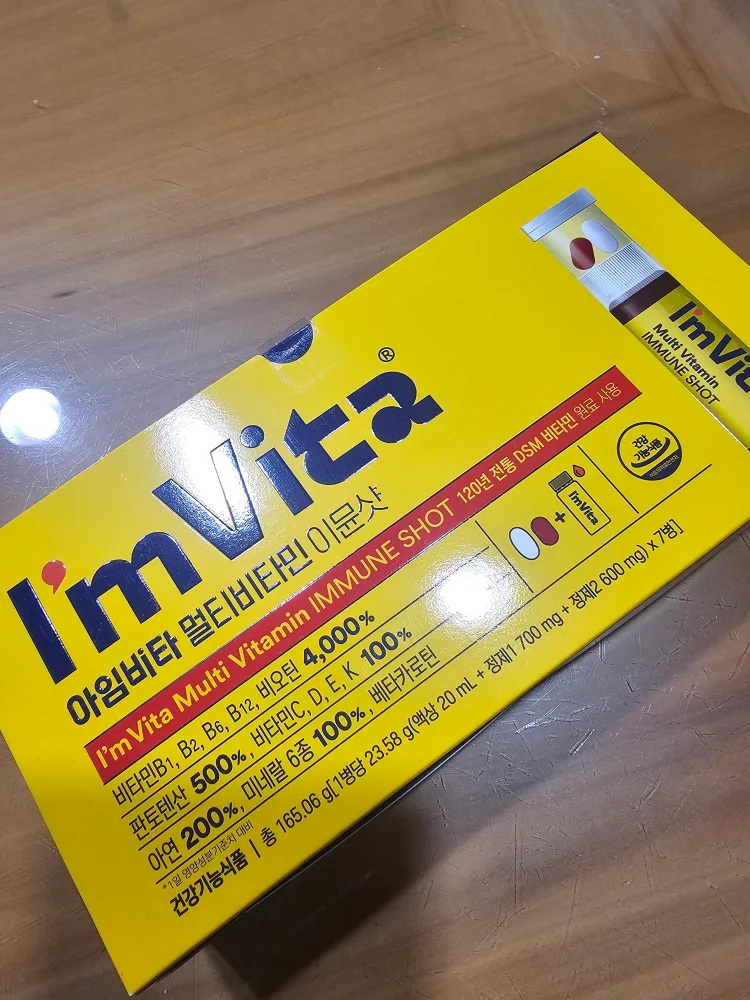 I'm Vita®
아임비타 멀티비타민 이뮨샷
I'm Vita Multi Vitamin IMMUNE SHOT 120년 전통 DSM 비타민 원료 사용
비타민B1, B2, B6, B12, 비오틴 4,000%
판토텐산 500%, 비타민C, D, E, K 100%
아연 200%, 미네랄 6종 100%, 베타카로틴
*1일 영양성분기준치 대비
건강기능식품 | 총 165.06 g[1병당 23.58 g(액상 20 mL + 정제1 700 mg + 정제2 600 mg) x 7병]
+
I'm Vita
건강
기능식품
I'm Vita
Multi Vitamin
IMMUNE SHOT